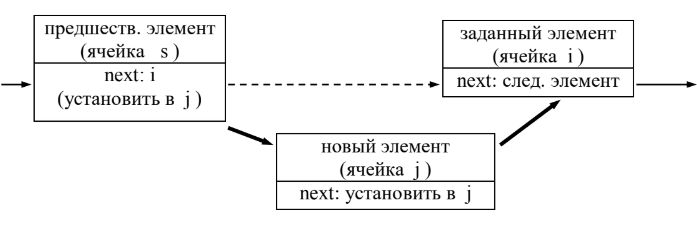 предшеств. элемент
(ячейка s)
next: i
(установить в j)
заданный элемент
(ячейка i)
next: след. элемент
новый элемент
(ячейка j)
next: установить в j